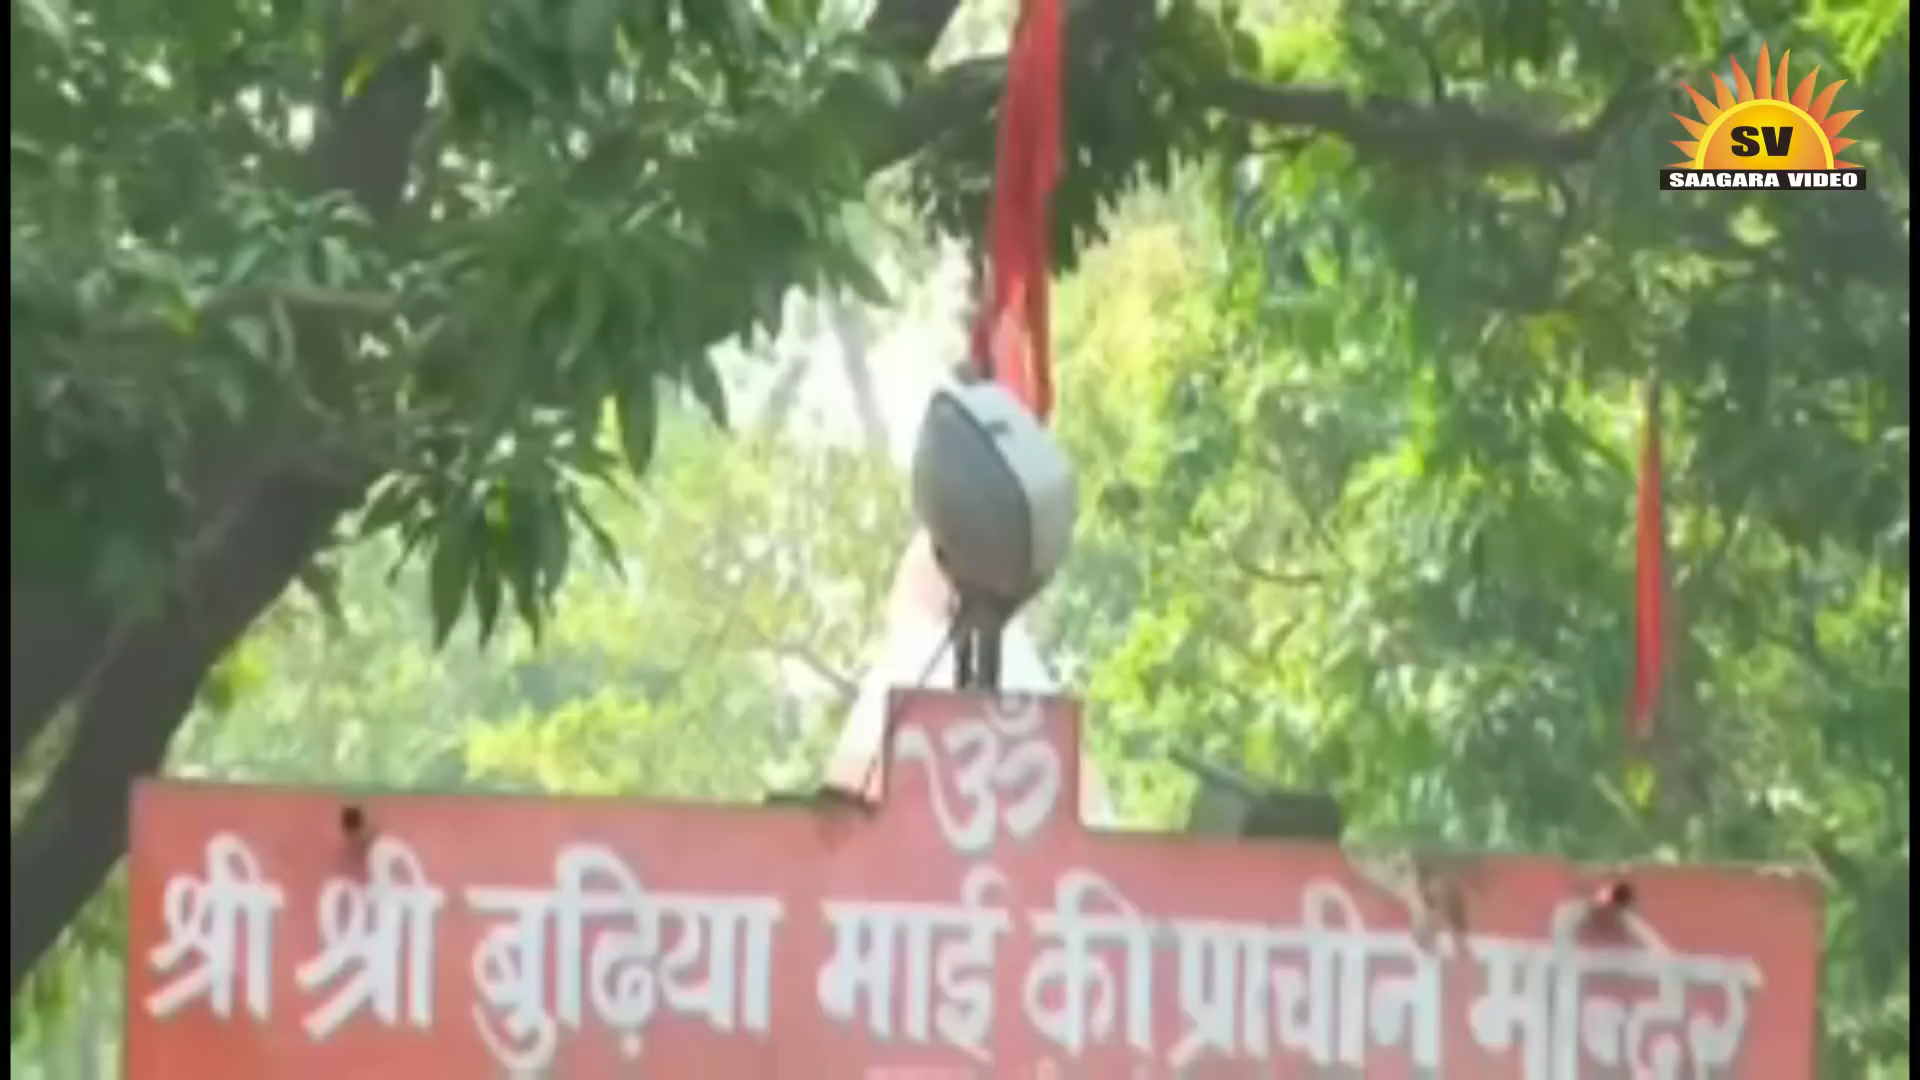 SV
SAAGARA VIDEO
ॐ
श्री श्री बुढ़िया माई की प्राचीन मन्दिर